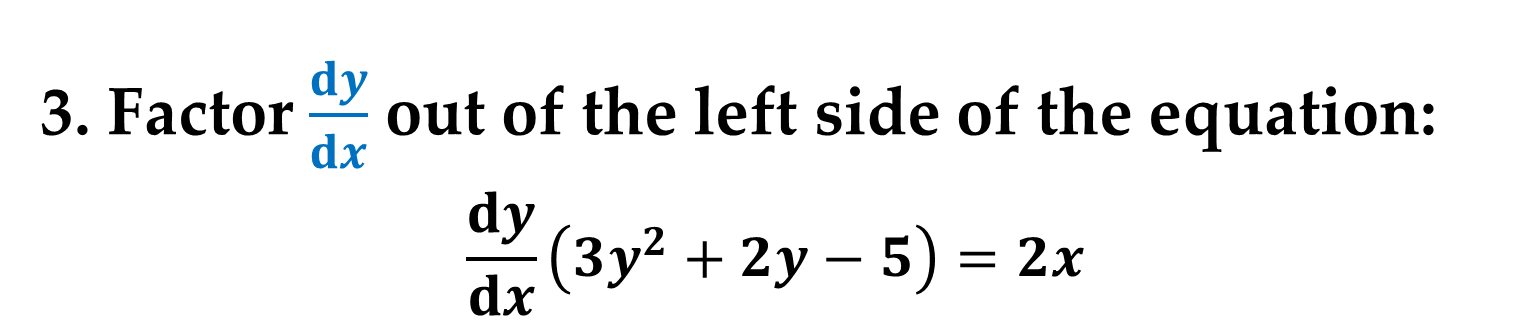 3. Factor dy/dx out of the left side of the equation:
dy/dx (3y² + 2y − 5) = 2x